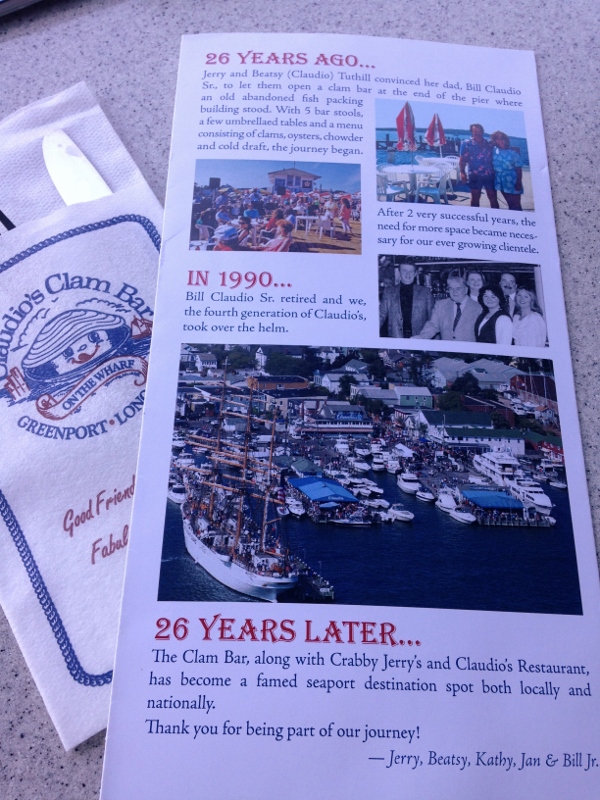 26 YEARS AGO...
Jerry and Beatsy (Claudio) Tuthill convinced her dad, Bill Claudio
Sr., to let them open a clam bar at the end of the pier where
an old abandoned fish packing
building stood. With 5 bar stools,
a few umbrellaed tables and a menu
consisting of clams, oysters, chowder
and cold draft, the journey began.
After 2 very successful years, the
need for more space became neces-
sary for our ever growing clientele.
IN 1990...
Bill Claudio Sr. retired and we,
the fourth generation of Claudio's,
took over the helm.
26 YEARS LATER...
The Clam Bar, along with Crabby Jerry's and Claudio's Restaurant,
has become a famed seaport destination spot both locally and
nationally.
Thank you for being part of our journey!
— Jerry, Beatsy, Kathy, Jan & Bill Jr.
Claudio's Clam Bar
ON THE WHARF
GREENPORT • LON
Good Friend
Fabul